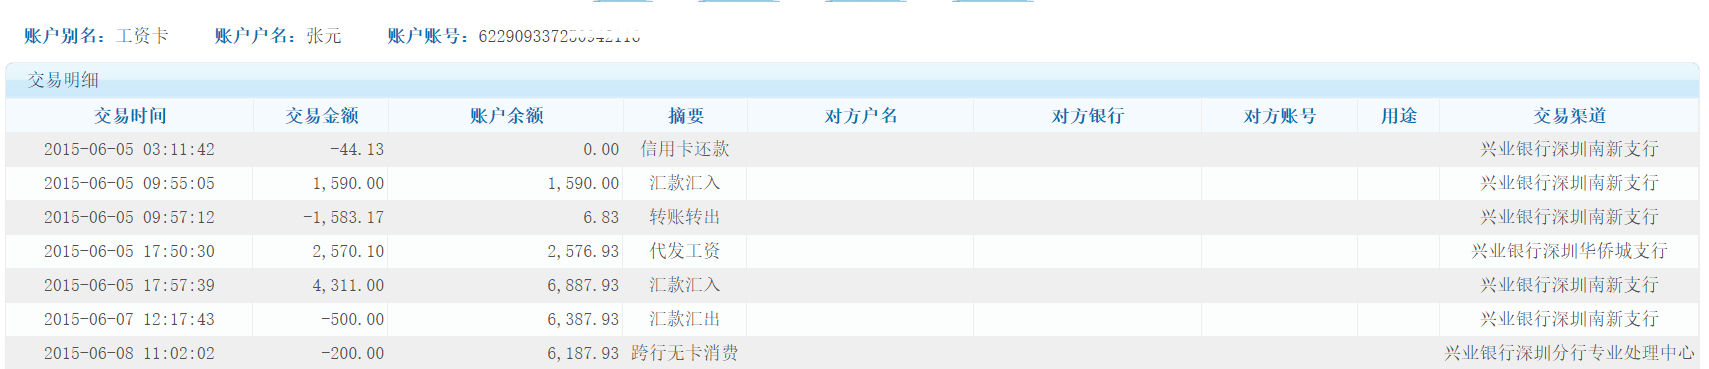 账户别名：工资卡 账户户名：张元 账户账号：
交易明细
交易时间 交易金额 账户余额 摘要 对方户名 对方银行 对方账号 用途 交易渠道
2015-06-05 03:11:42 -44.13 0.00 信用卡还款 兴业银行深圳南新支行
2015-06-05 09:55:05 1,590.00 1,590.00 汇款汇入 兴业银行深圳南新支行
2015-06-05 09:57:12 -1,583.17 6.83 转账转出 兴业银行深圳南新支行
2015-06-05 17:50:30 2,570.10 2,576.93 代发工资 兴业银行深圳华侨城支行
2015-06-05 17:57:39 4,311.00 6,887.93 汇款汇入 兴业银行深圳南新支行
2015-06-07 12:17:43 -500.00 6,387.93 汇款汇出 兴业银行深圳南新支行
2015-06-08 11:02:02 -200.00 6,187.93 跨行无卡消费 兴业银行深圳分行专业处理中心